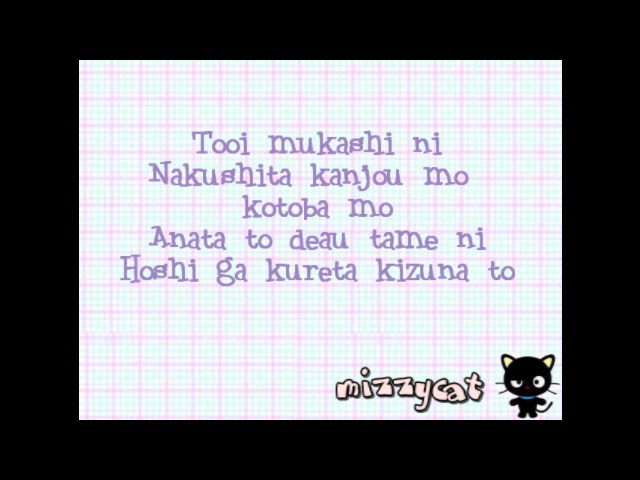 Tooi mukashi ni
Nakushita kanjou mo
kotoba mo
Anata to deau tame ni
Hoshi ga kureta kizuna to
mizzycat